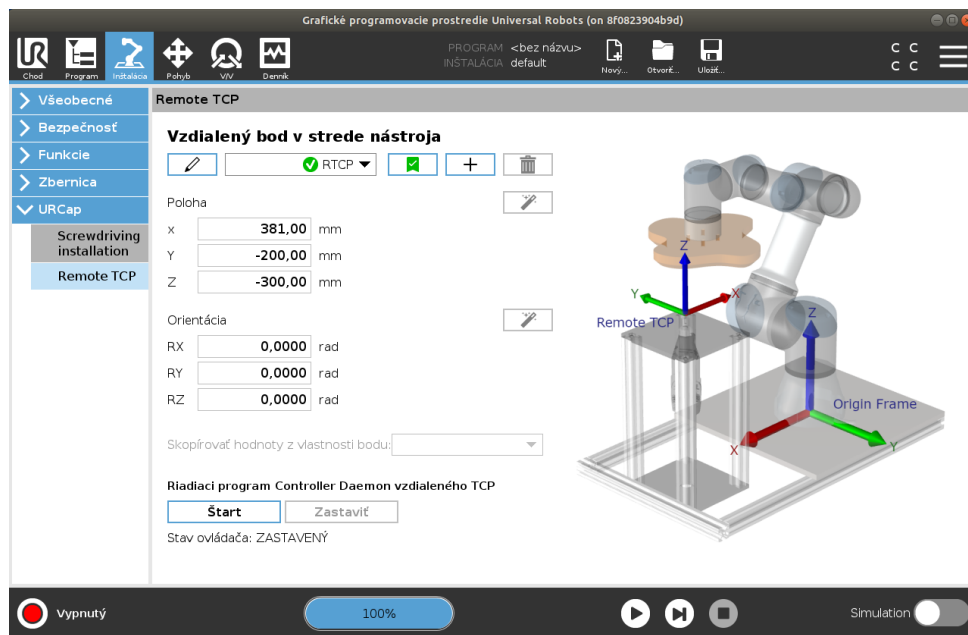 Grafické programovacie prostredie Universal Robots (on 8f0823904b9d)
PROGRAM <bez názvu>
INŠTALÁCIA default
Chod Program Inštalácia Pohyb V/V Denník Nový... Otvoriť... Uložiť...
C C
C C
Všeobecné
Bezpečnosť
Funkcie
Zbernica
URCap
Screwdriving
installation
Remote TCP
Remote TCP
Vzdialený bod v strede nástroja
RTCP
Poloha
X 381,00 mm
Y -200,00 mm
Z -300,00 mm
Orientácia
RX 0,0000 rad
RY 0,0000 rad
RZ 0,0000 rad
Skopírovať hodnoty z vlastnosti bodu:
Riadiaci program Controller Daemon vzdialeného TCP
Štart Zastaviť
Stav ovládača: ZASTAVENÝ
Z
Y X
Remote TCP
Z
Origin Frame
X Y
Vypnutý
100%
Simulation